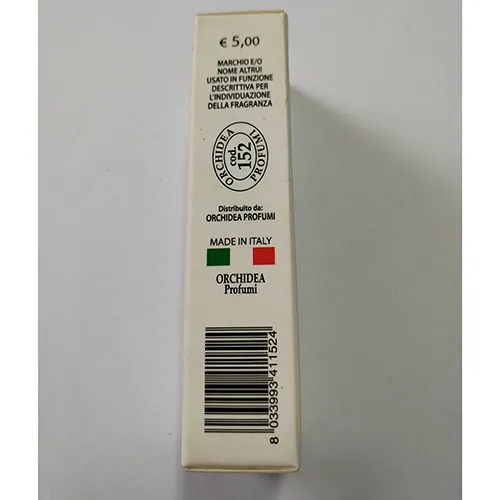 € 5,00
MARCHIO E/O
NOME ALTRUI
USATO IN FUNZIONE
DESCRITTIVA PER
L'INDIVIDUAZIONE
DELLA FRAGRANZA
ORCHIDEA
cod.
152
PROFUMI
Distribuito da:
ORCHIDEA PROFUMI
MADE IN ITALY
ORCHIDEA
Profumi
8 033993 411524